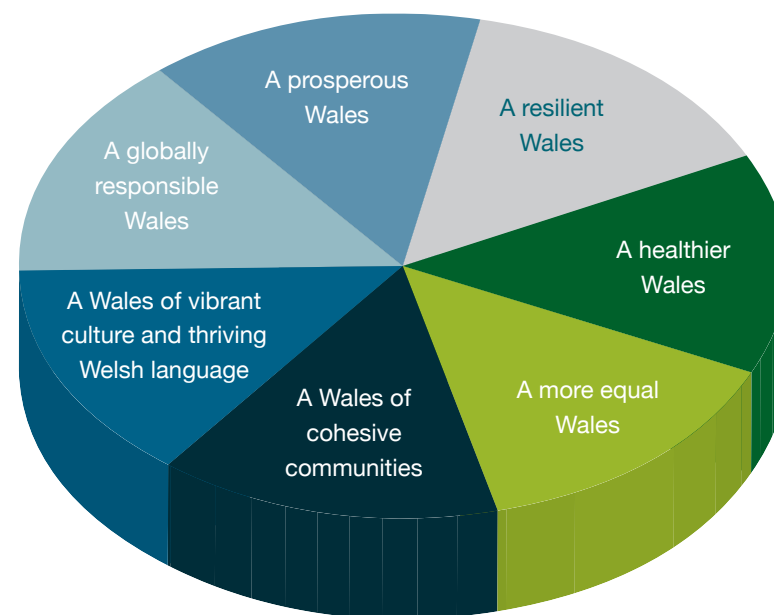 A prosperous
Wales
A resilient
Wales
A healthier
Wales
A more equal
Wales
A Wales of
cohesive
communities
A Wales of vibrant
culture and thriving
Welsh language
A globally
responsible
Wales